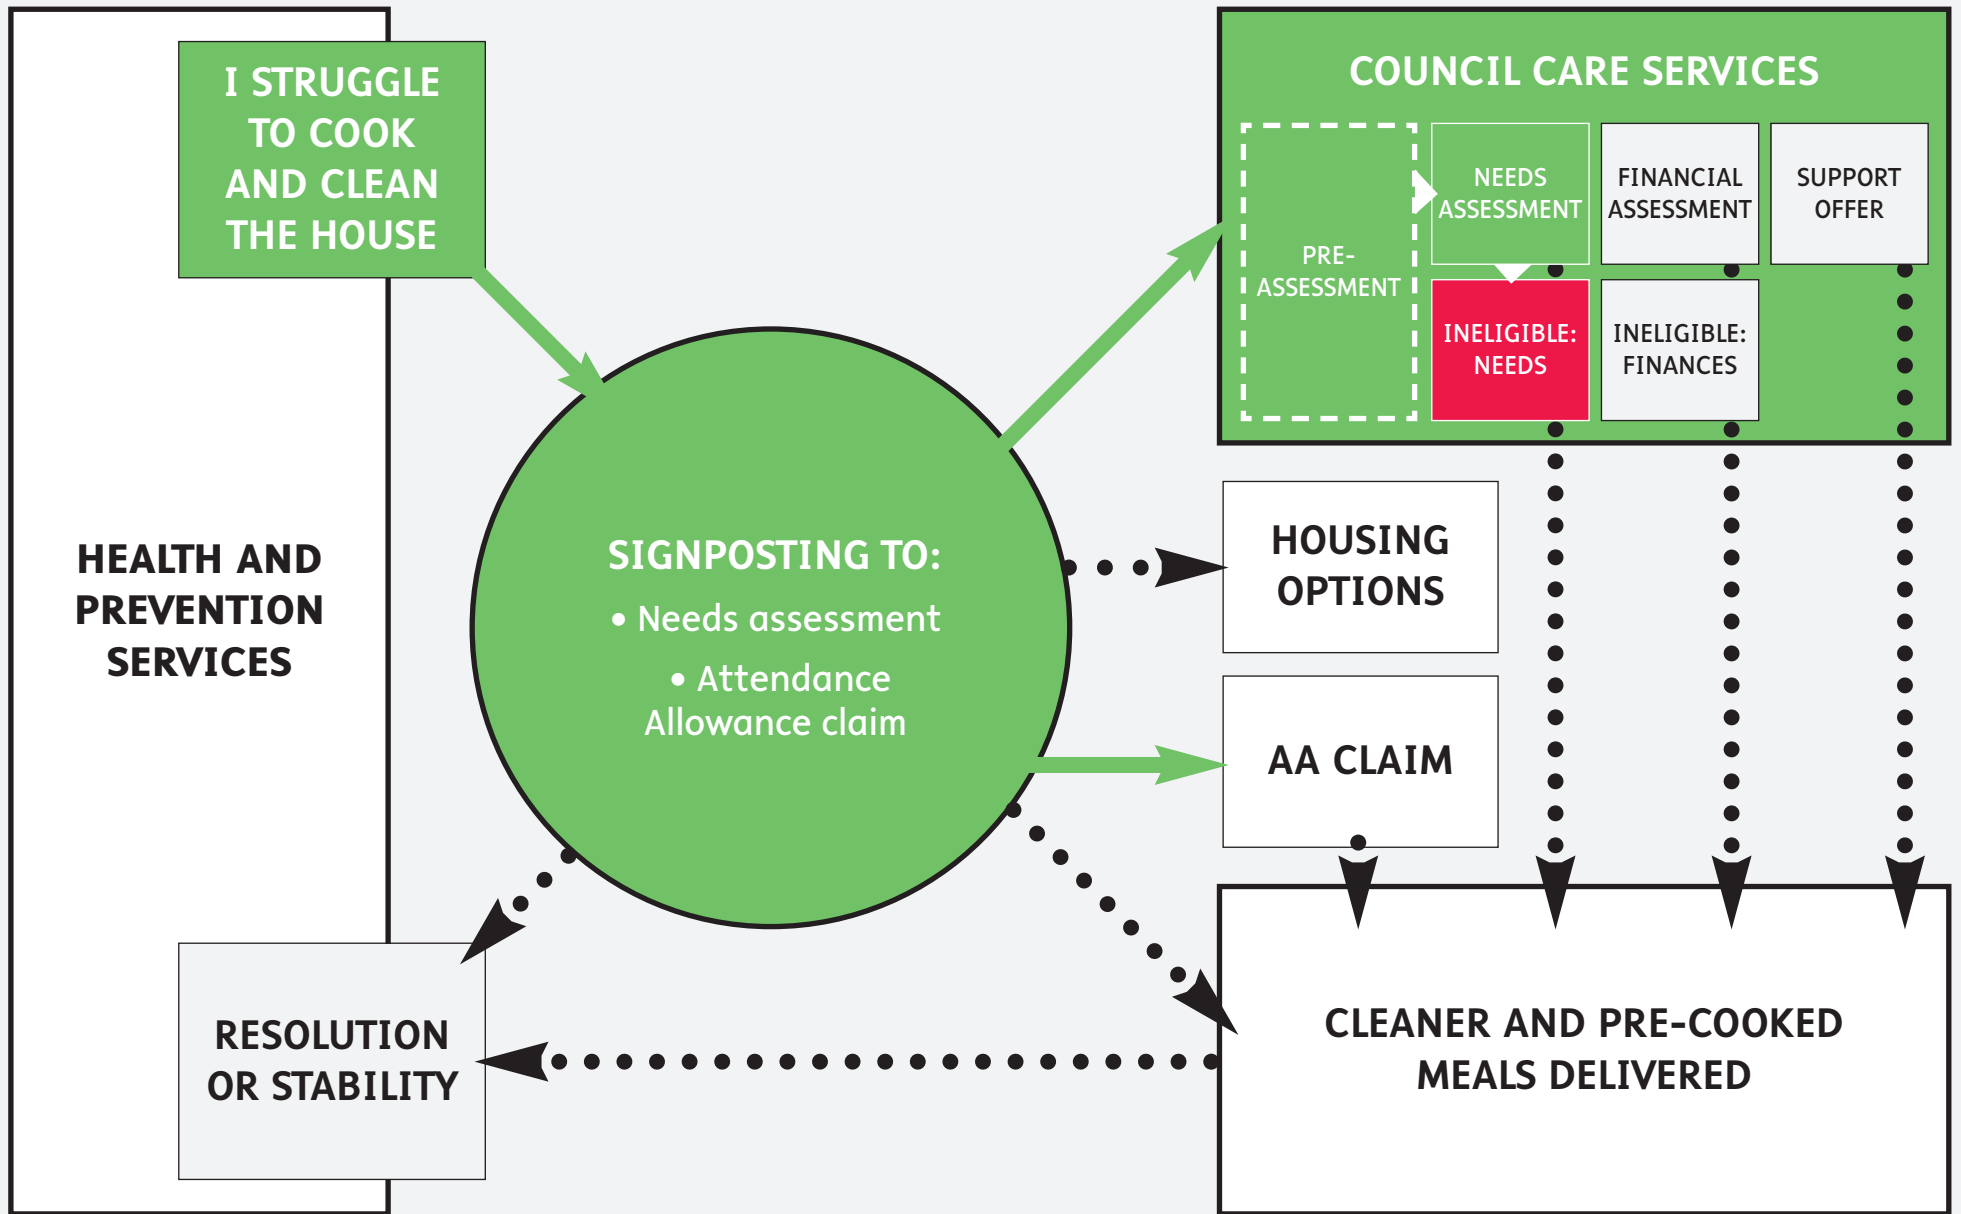 I STRUGGLE
TO COOK
AND CLEAN
THE HOUSE
HEALTH AND
PREVENTION
SERVICES
RESOLUTION
OR STABILITY
SIGNPOSTING TO:
• Needs assessment
• Attendance
Allowance claim
COUNCIL CARE SERVICES
PRE-
ASSESSMENT
NEEDS
ASSESSMENT
FINANCIAL
ASSESSMENT
SUPPORT
OFFER
INELIGIBLE:
NEEDS
INELIGIBLE:
FINANCES
HOUSING
OPTIONS
AA CLAIM
CLEANER AND PRE-COOKED
MEALS DELIVERED